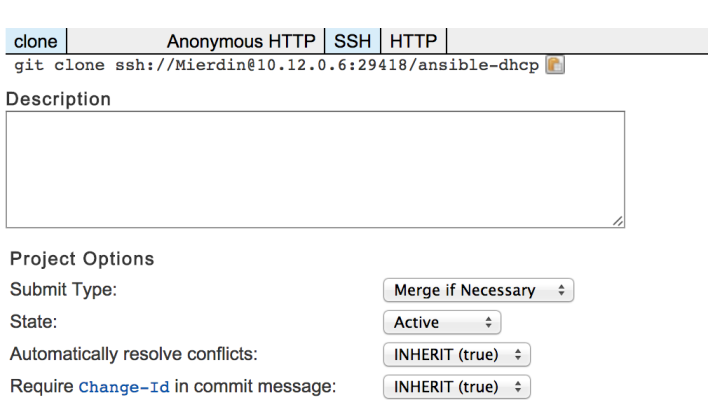 clone Anonymous HTTP SSH HTTP
git clone ssh://Mierdin@10.12.0.6:29418/ansible-dhcp
Description
Project Options
Submit Type: Merge if Necessary
State: Active
Automatically resolve conflicts: INHERIT (true)
Require Change-Id in commit message: INHERIT (true)